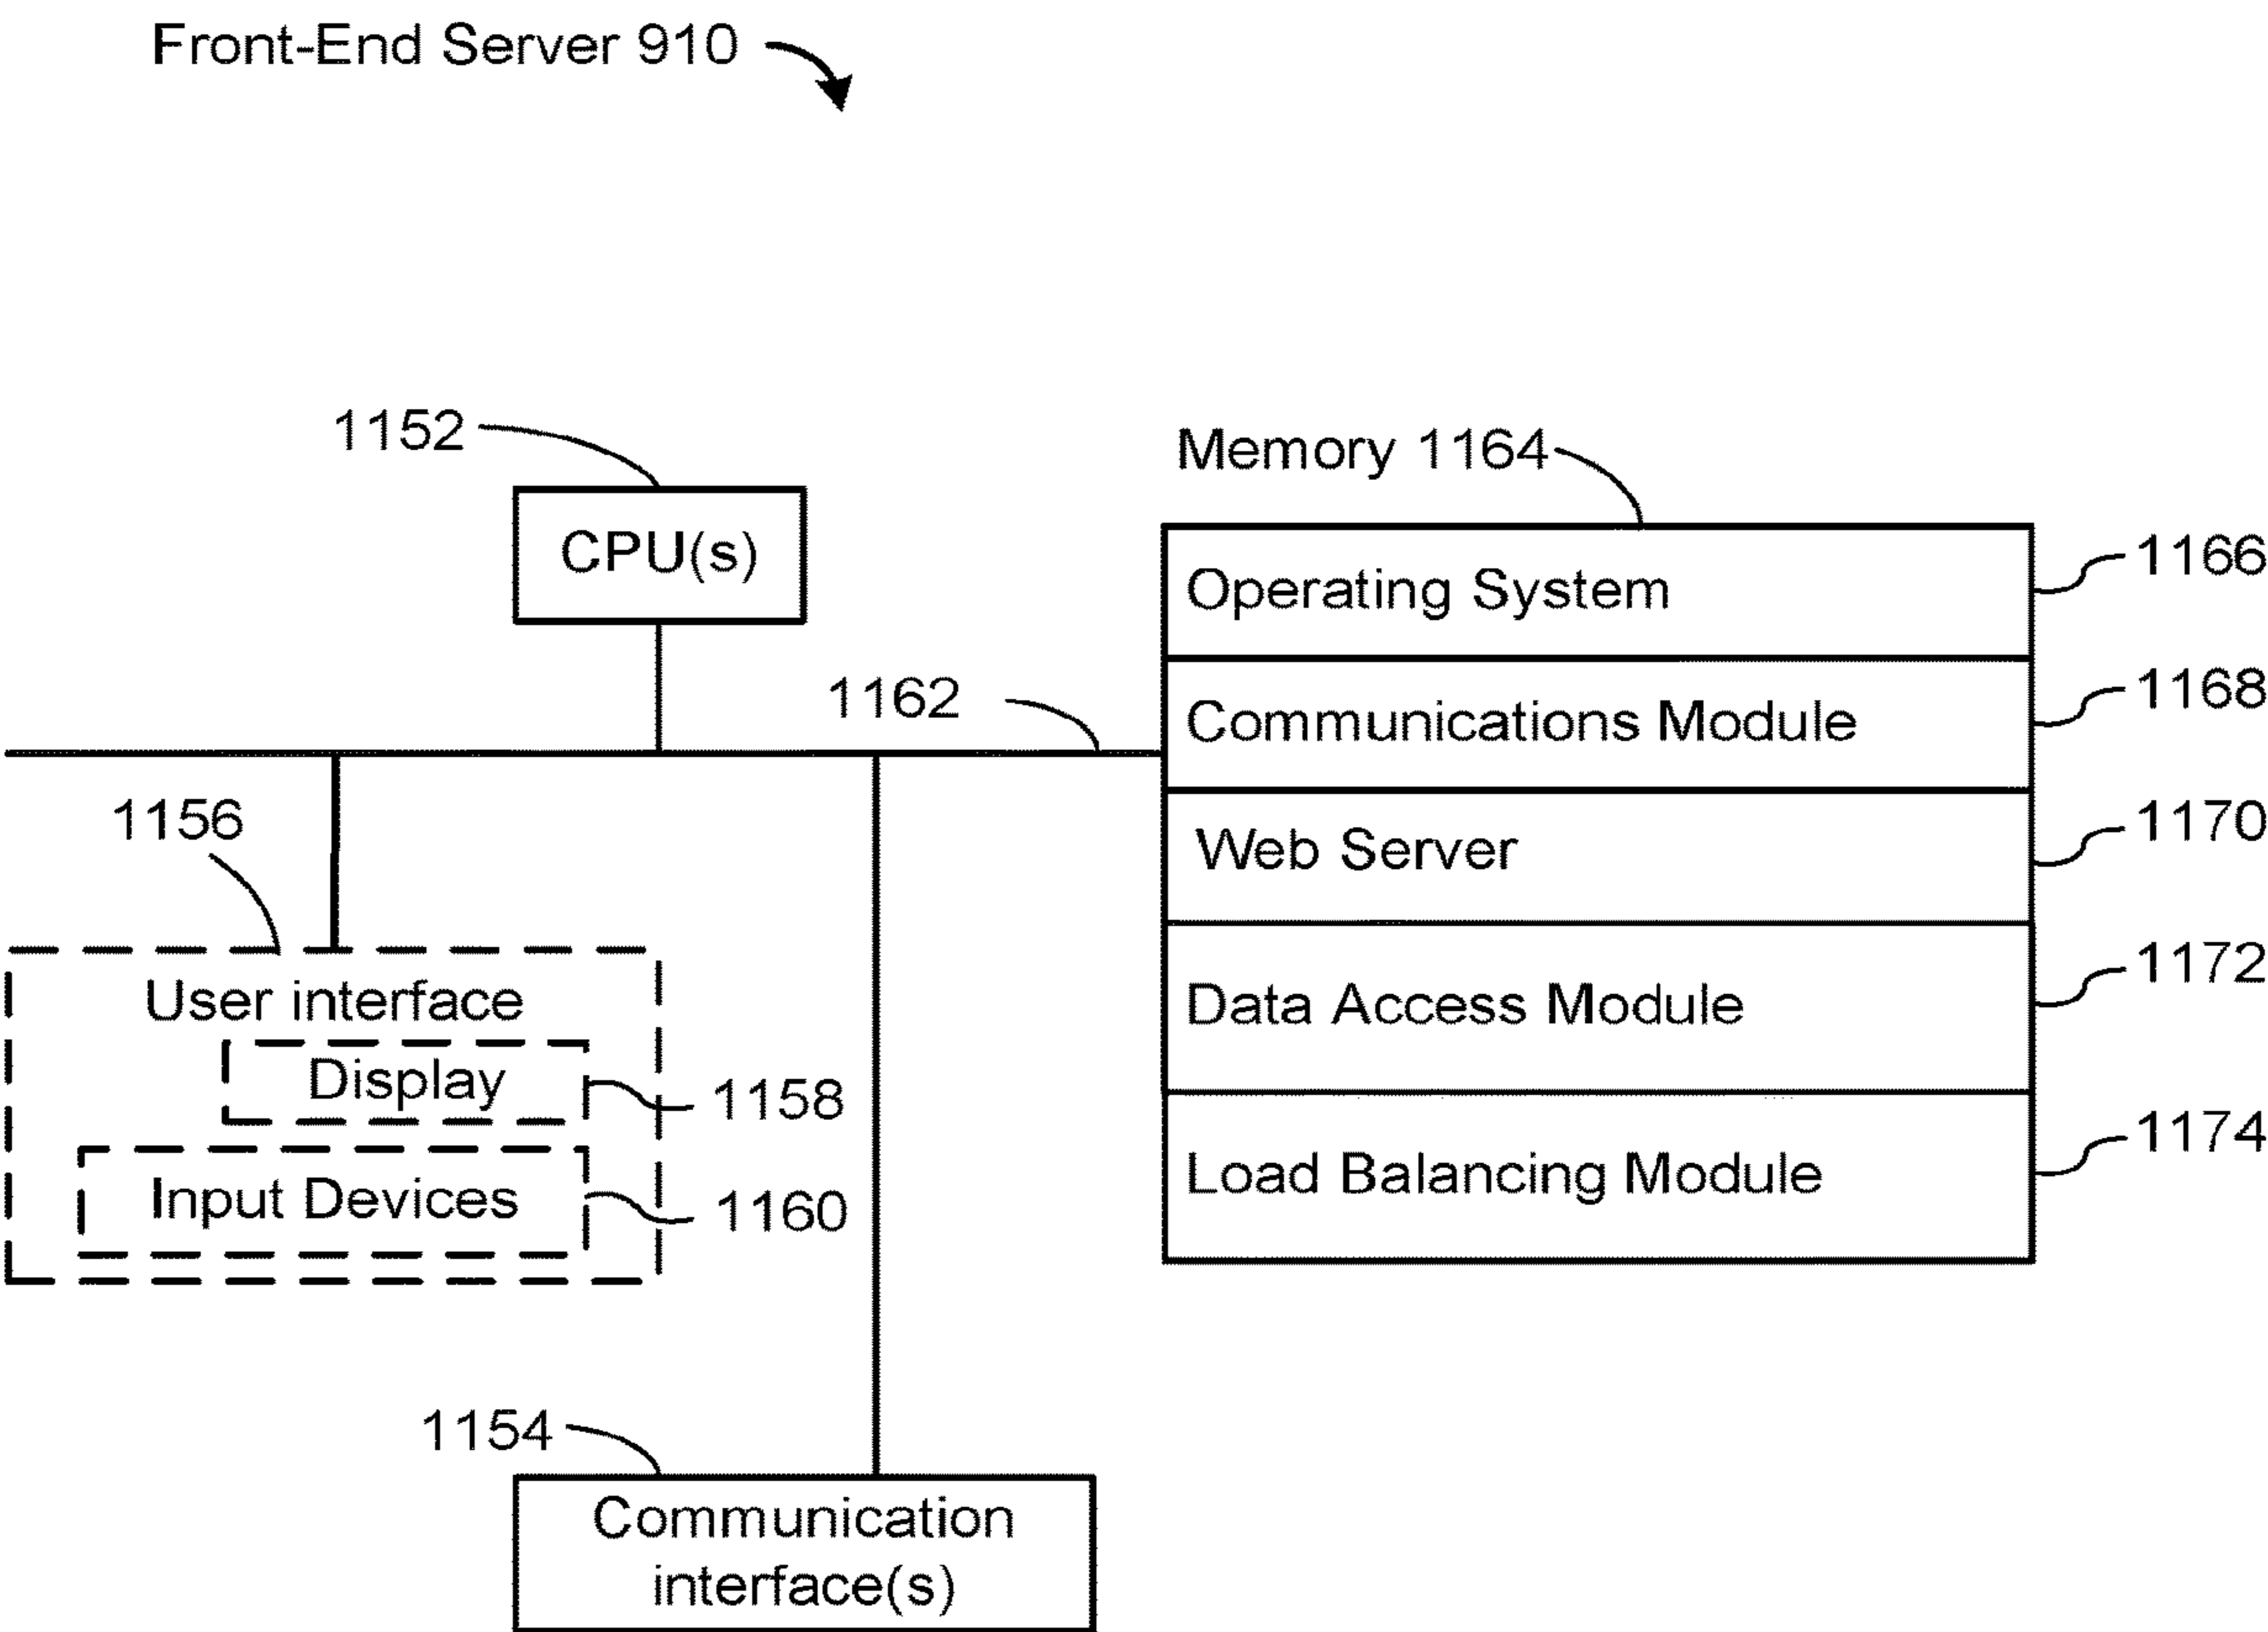 Front-End Server 910
1152
CPU(s)
Memory 1164
Operating System
1166
Communications Module
1168
1162
Web Server
1170
1156
Data Access Module
1172
User interface
Display
1158
Load Balancing Module
1174
Input Devices
1160
1154
Communication
interface(s)